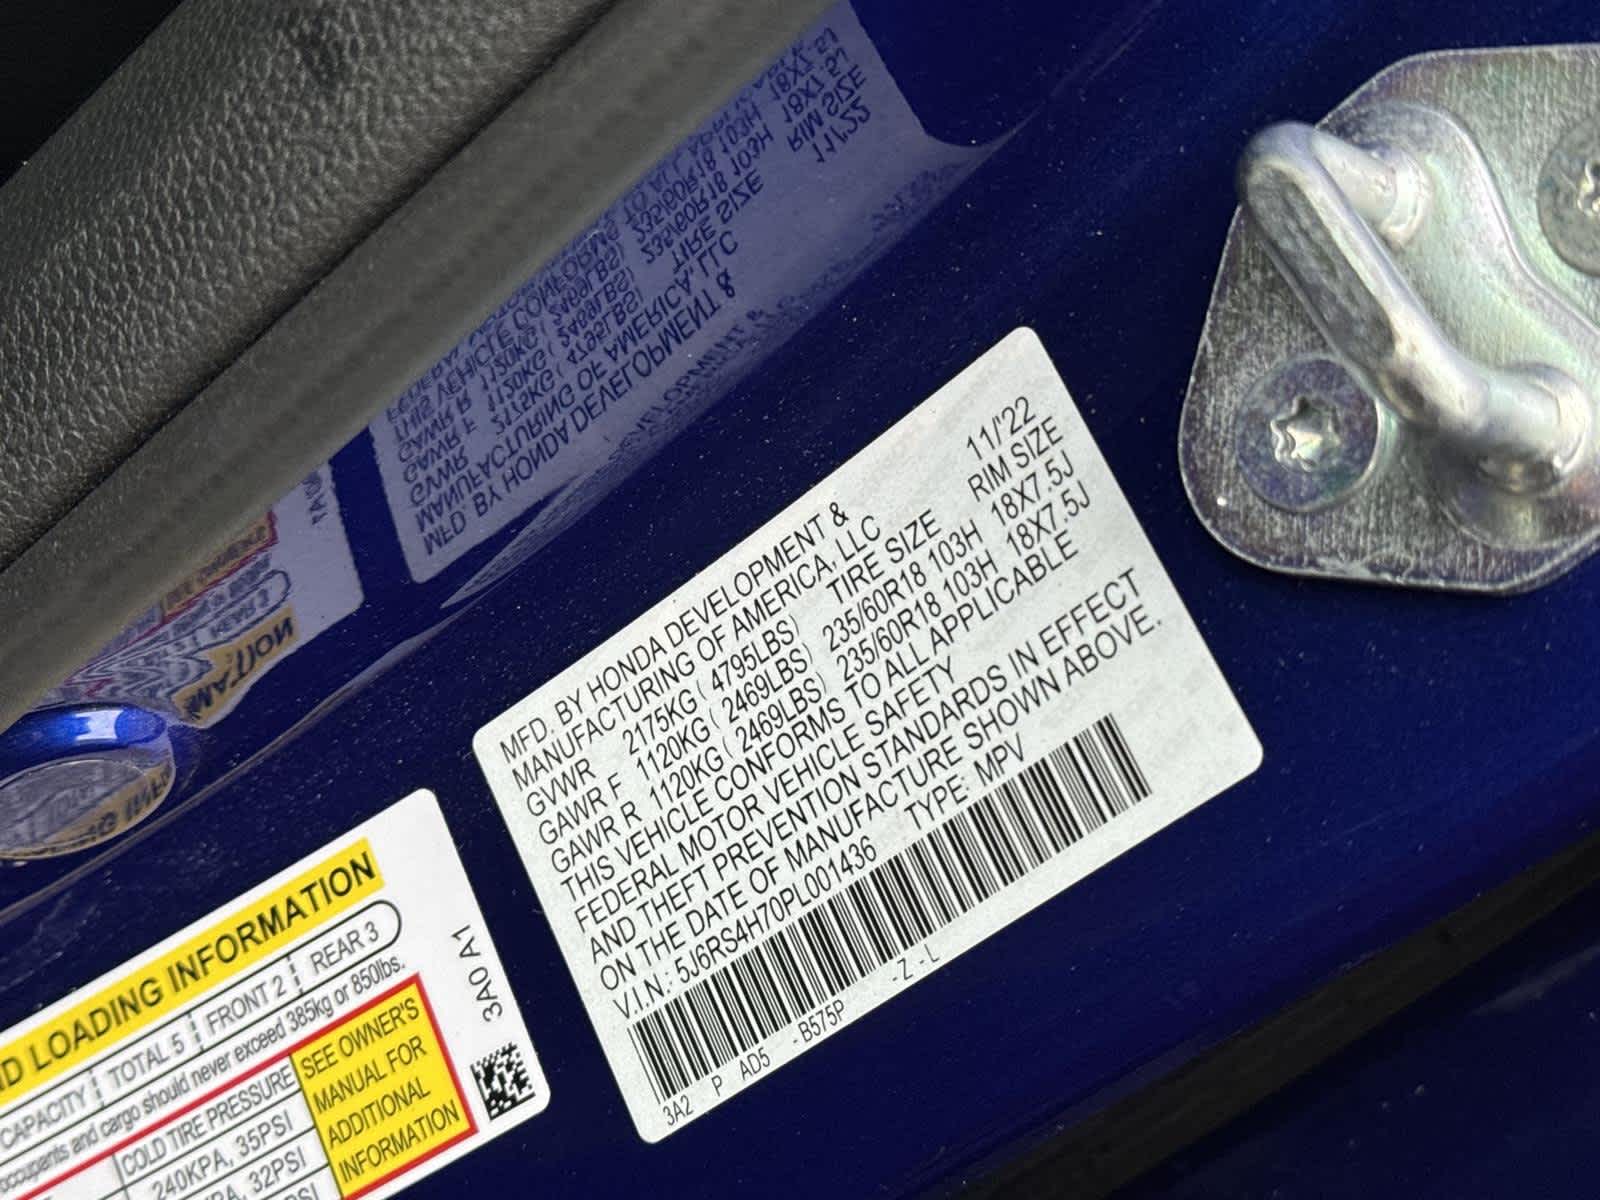 MFD. BY HONDA DEVELOPMENT &
MANUFACTURING OF AMERICA, LLC 11/'22
GVWR 2175KG ( 4795LBS) TIRE SIZE RIM SIZE
GAWR F 1120KG ( 2469LBS) 235/60R18 103H 18X7.5J
GAWR R 1120KG ( 2469LBS) 235/60R18 103H 18X7.5J
THIS VEHICLE CONFORMS TO ALL APPLICABLE
FEDERAL MOTOR VEHICLE SAFETY
AND THEFT PREVENTION STANDARDS IN EFFECT
ON THE DATE OF MANUFACTURE SHOWN ABOVE.
V.I.N.: 5J6RS4H70PL001436 TYPE: MPV
3A2 P AD5 - B575P - Z - L
LOADING INFORMATION
CAPACITY TOTAL 5 FRONT 2 REAR 3
occupants and cargo should never exceed 385kg or 850lbs.
COLD TIRE PRESSURE
240KPA, 35PSI
32PSI
SEE OWNER'S
MANUAL FOR
ADDITIONAL
INFORMATION
3A0 A1